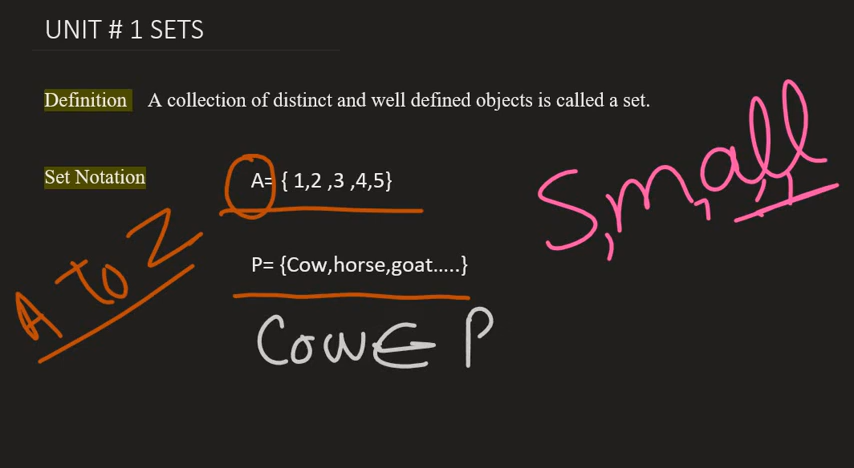 UNIT # 1 SETS
Definition A collection of distinct and well defined objects is called a set.
Set Notation A= { 1,2 ,3 ,4,5}
S,m,a,l,l
A to Z
P= {Cow,horse,goat.....}
Cow ∈ P